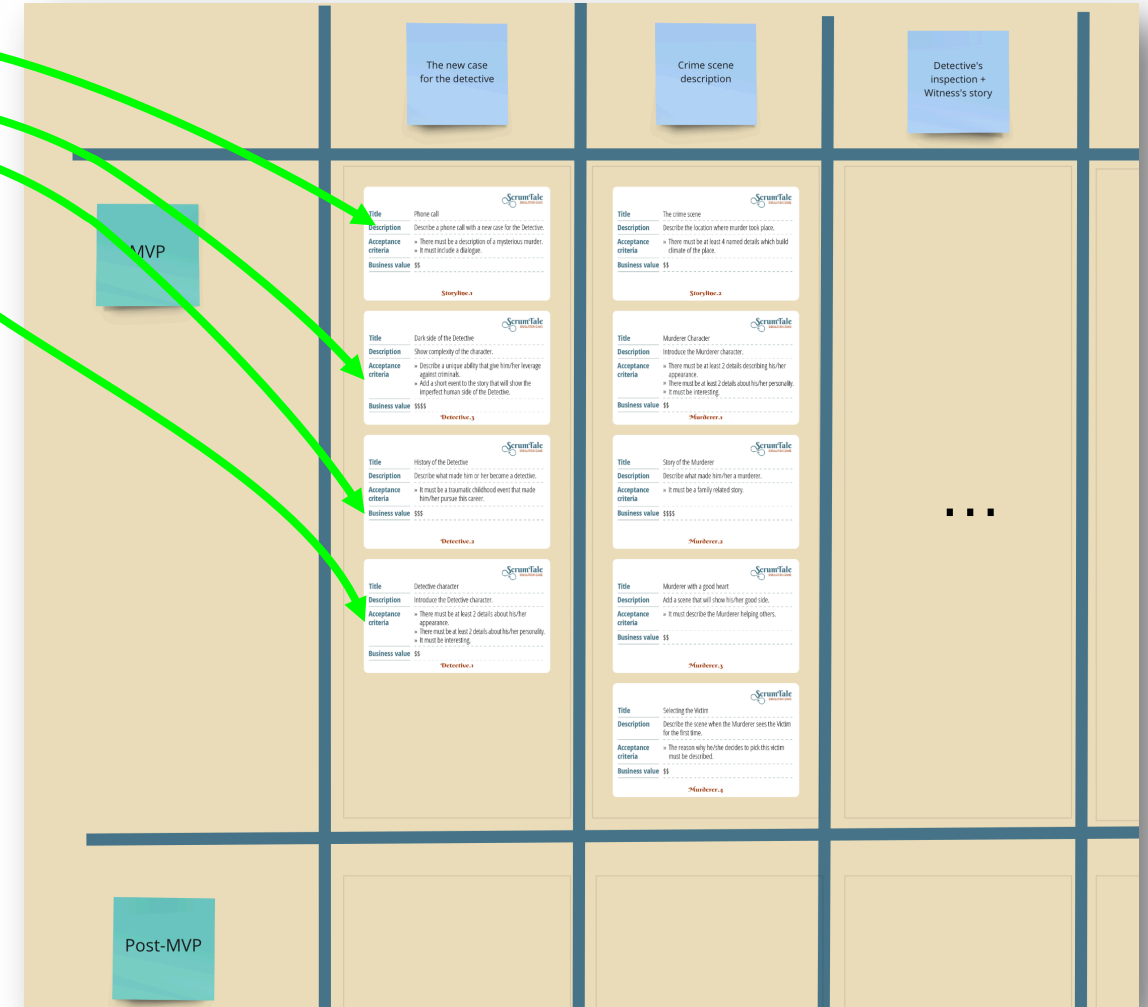 The new case
for the detective
Crime scene
description
Detective's
inspection +
Witness's story
MVP
ScrumTale
Title Phone call
Description Describe a phone call with a new case for the Detective.
Acceptance
criteria
» There must be a description of a mysterious murder.
It must include a dialogue.
Business value $$
Storyline.1
ScrumTale
Title Dark side of the Detective
Description Show complexity of the character.
Acceptance
criteria
» Describe a unique ability that give him/her leverage
against criminals.
» Add a short event to the story that will show the
imperfect human side of the Detective.
Business value $$$$
Detective.3
ScrumTale
Title History of the Detective
Description Describe what made him or her become a detective.
Acceptance
criteria
» It must be a traumatic childhood event that made
him/her pursue this career.
Business value $$$
Detective.2
ScrumTale
Title Detective character
Description Introduce the Detective character.
Acceptance
criteria
» There must be at least 2 details about his/her
appearance.
» There must be at least 2 details about his/her personality.
» It must be interesting.
Business value $$
Detective.1
ScrumTale
Title The crime scene
Description Describe the location where murder took place.
Acceptance
criteria
» There must be at least 4 named details which build
climate of the place.
Business value $$
Storyline.2
ScrumTale
Title Murderer Character
Description Introduce the Murderer character.
Acceptance
criteria
» There must be at least 2 details describing his/her
appearance.
» There must be at least 2 details about his/her personality.
» It must be interesting.
Business value $$
Murderer.1
ScrumTale
Title Story of the Murderer
Description Describe what made him/her a murderer.
Acceptance
criteria
» It must be a family related story.
Business value $$$$
Murderer.2
ScrumTale
Title Murderer with a good heart
Description Add a scene that will show his/her good side.
Acceptance
criteria
» It must describe the Murderer helping others.
Business value $$
Murderer.3
ScrumTale
Title Selecting the Victim
Description Describe the scene when the Murderer sees the Victim
for the first time.
Acceptance
criteria
» The reason why he/she decides to pick this victim
must be described.
Business value $$
Murderer.4
...
Post-MVP